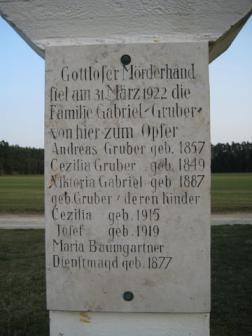 Gottloser Mörderhand
fiel am 31. März 1922 die
Familie Gabriel-Gruber
von hier zum Opfer
Andreas Gruber geb. 1857
Cezilia Gruber geb. 1849
Viktoria Gabriel geb. 1887
geb. Gruber / deren kinder
Cezilia geb. 1915
Josef geb. 1919
Maria Baumgartner
Dienstmagd geb. 1877